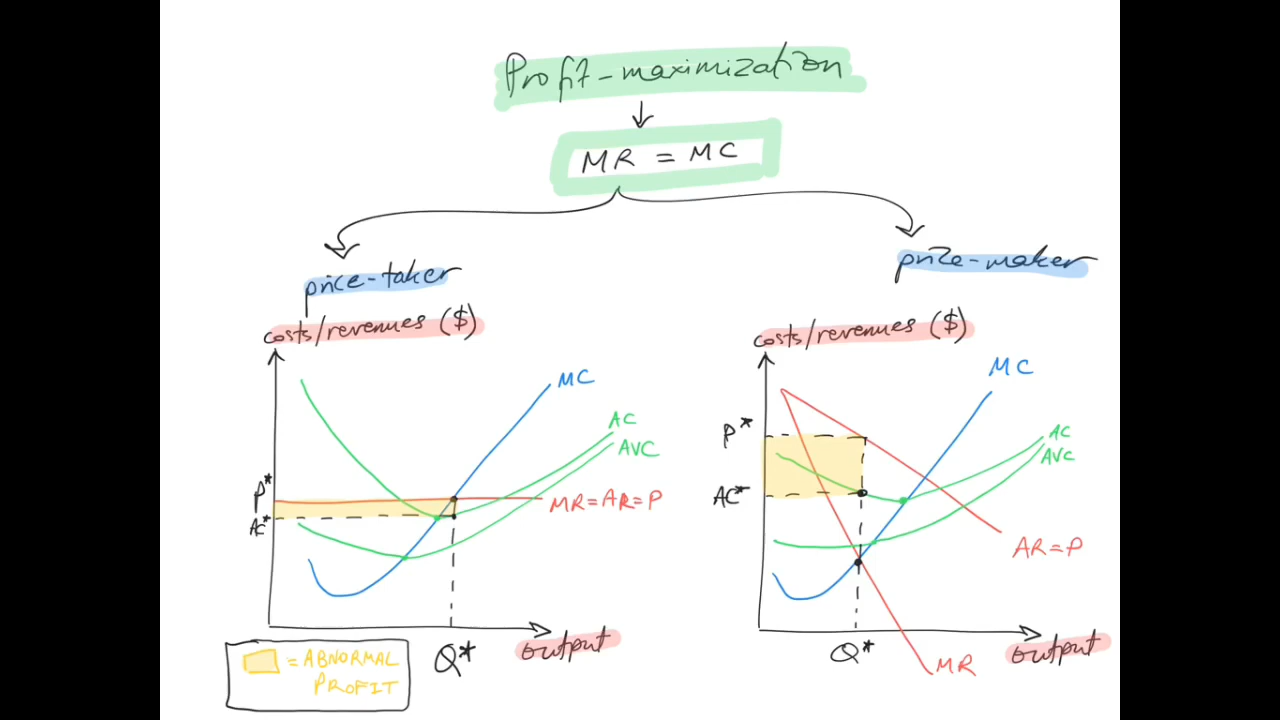 Profit-maximization
MR = MC
price-taker
costs/revenues ($)
MC
AC
AVC
P*
MR=AR=P
AC*
Q*
output
= ABNORMAL
PROFIT
price-maker
costs/revenues ($)
MC
P*
AC
AVC
AC*
AR=P
Q*
output
MR